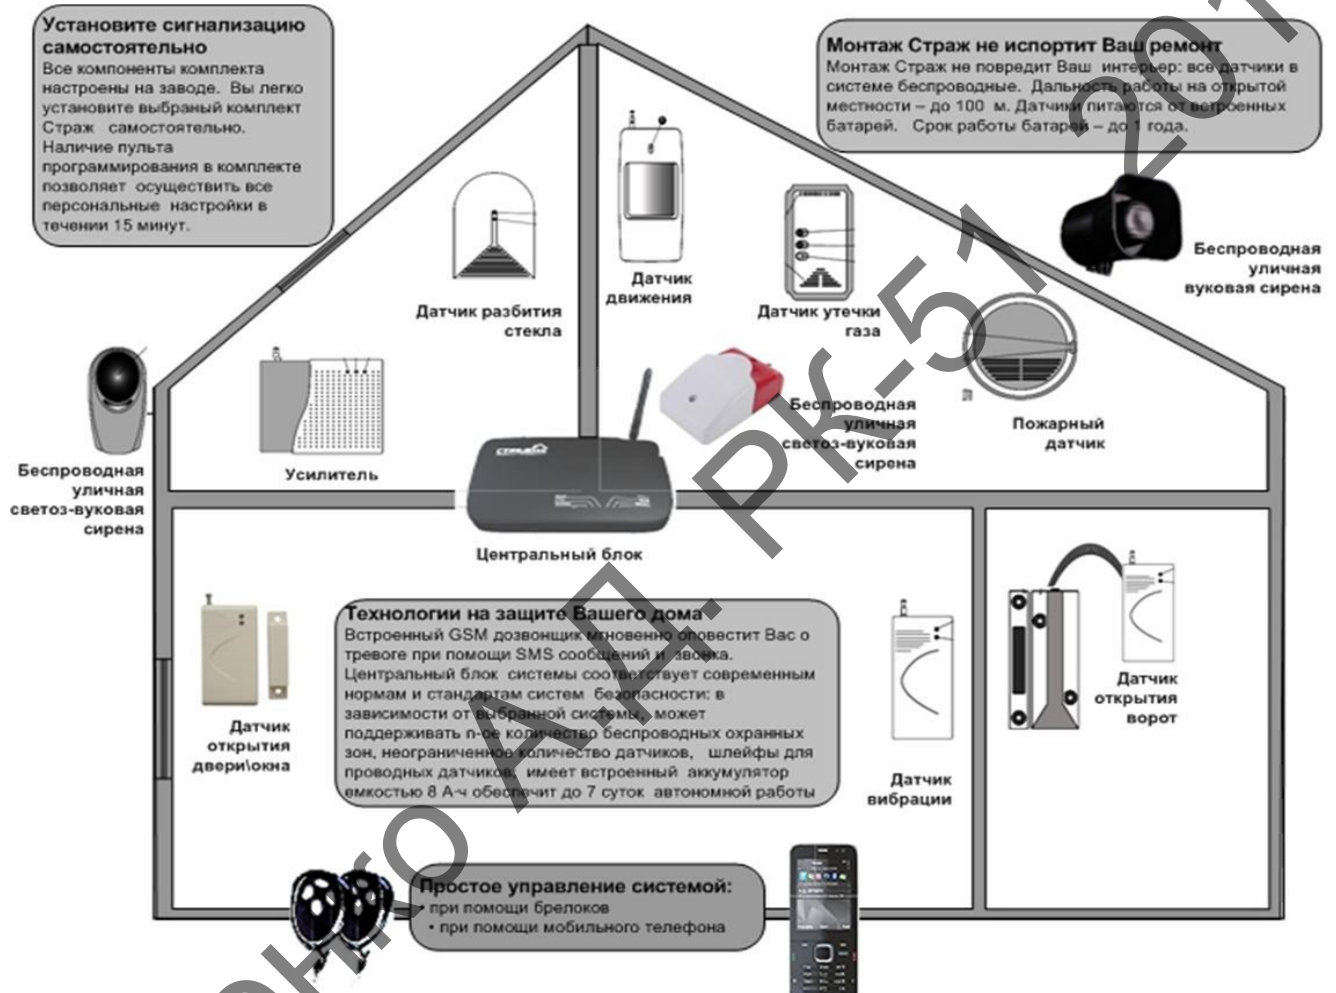 Установите сигнализацию
самостоятельно
Все компоненты комплекта
настроены на заводе. Вы легко
установите выбраный комплект
Страж самостоятельно.
Наличие пульта
программирования в комплекте
позволяет осуществить все
персональные настройки в
течении 15 минут.
Монтаж Страж не испортит Ваш ремонт
Монтаж Страж не повредит Ваш интерьер: все датчики в
системе беспроводные. Дальность работы на открытой
местности – до 100 м. Датчики питаются от встроенных
батарей. Срок работы батарей – до 1 года.
Датчик разбития
стекла
Датчик
движения
Датчик утечки
газа
Беспроводная
уличная
вуковая сирена
Пожарный
датчик
Беспроводная
уличная
светоз-вуковая
сирена
Усилитель
Беспроводная
уличная
светоз-вуковая
сирена
Центральный блок
Датчик
открытия
двери\окна
Технологии на защите Вашего дома
Встроенный GSM дозвонщик мгновенно оповестит Вас о
тревоге при помощи SMS сообщений и звонка.
Центральный блок системы соответствует современным
нормам и стандартам систем безопасности: в
зависимости от выбранной системы, может
поддерживать n-ое количество беспроводных охранных
зон, неограниченное количество датчиков, шлейфы для
проводных датчиков, имеет встроенный аккумулятор
емкостью 8 А-ч обеспечит до 7 суток автономной работы
Датчик
вибрации
Датчик
открытия
ворот
Простое управление системой:
• при помощи брелоков
• при помощи мобильного телефона
нко А.Д. РК-51 201